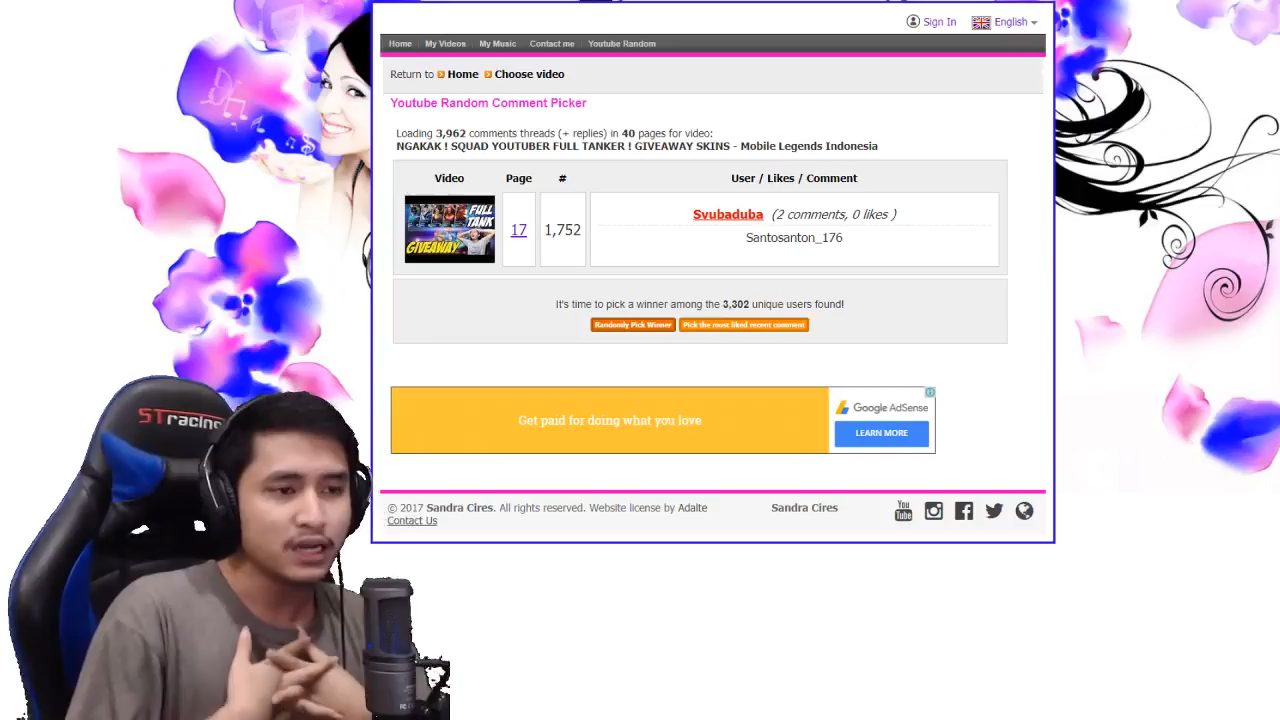 Sign In English
Home My Videos My Music Contact me Youtube Random
Return to Home Choose video
Youtube Random Comment Picker
Loading 3,962 comments threads (+ replies) in 40 pages for video:
NGAKAK ! SQUAD YOUTUBER FULL TANKER ! GIVEAWAY SKINS - Mobile Legends Indonesia
Video Page # User / Likes / Comment
FULL
TANK
GIVEAWAY
17 1,752
Svubaduba (2 comments, 0 likes )
Santosanton_176
It's time to pick a winner among the 3,302 unique users found!
Randomly Pick Winner Pick the most liked recent comment
Get paid for doing what you love
Google AdSense
LEARN MORE
© 2017 Sandra Cires. All rights reserved. Website license by Adalte
Contact Us
Sandra Cires
You
Tube
STracing